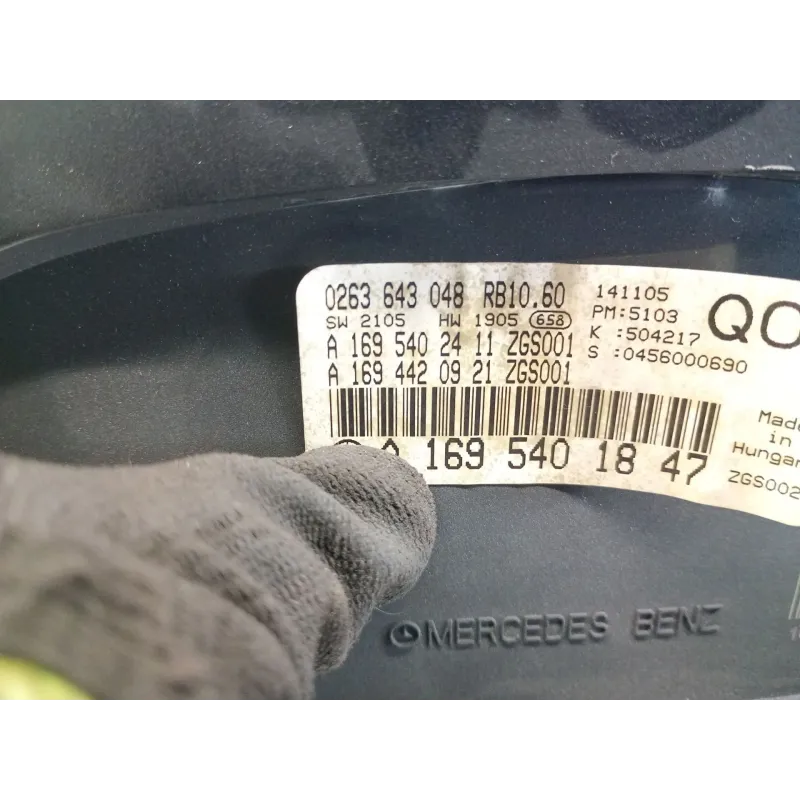 0263 643 048 RB10.60
SW 2105 HW 1905 658
A 169 540 24 11 ZGS001
A 169 442 09 21 ZGS001
141105
PM:5103
K :504217
S :0456000690
Made
in
A 169 540 18 47
ZGS002
MERCEDES BENZ